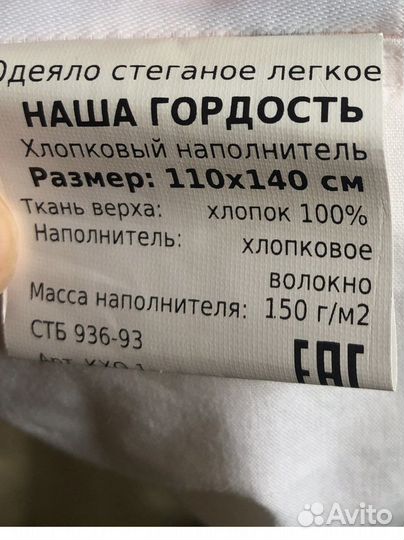 Одеяло стеганое легкое
НАША ГОРДОСТЬ
Хлопковый наполнитель
Размер: 110х140 см
Ткань верха: хлопок 100%
Наполнитель: хлопковое
волокно
Масса наполнителя: 150 г/м2
СТБ 936-93
EAC
Арт.
Avito